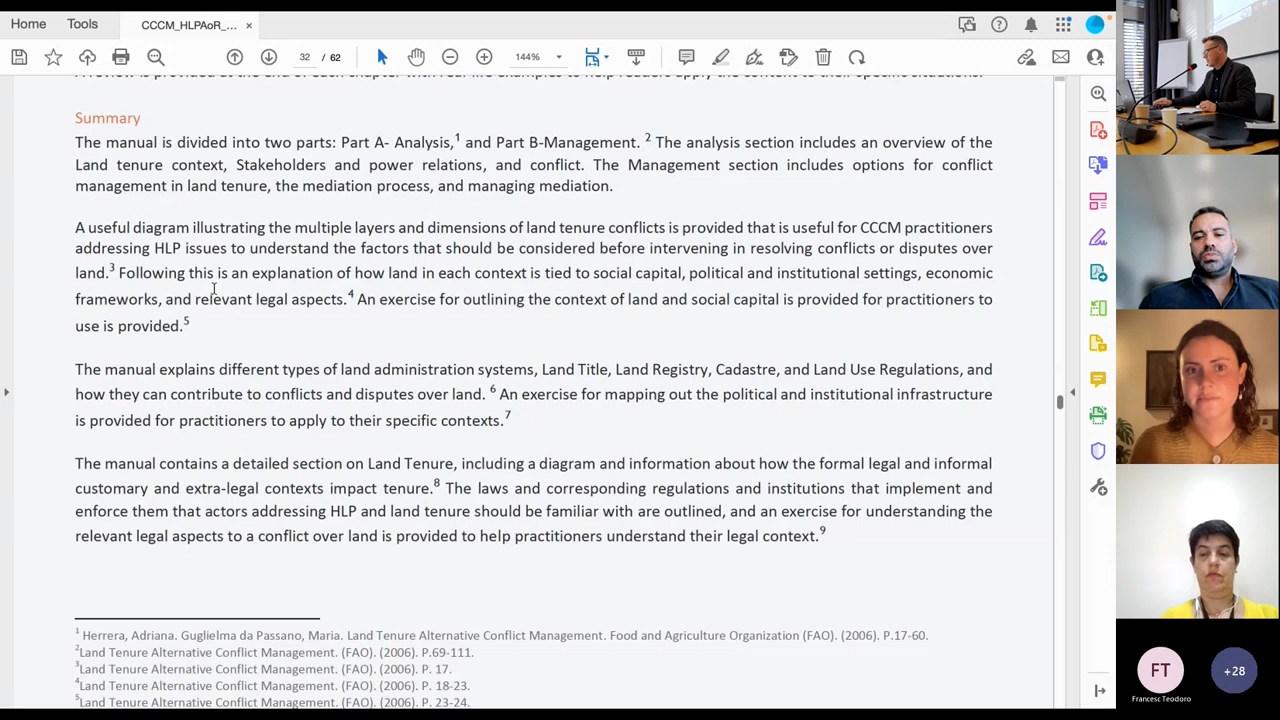 Home Tools CCCM_HLPAoR_... ×
32 / 62 144%
Summary
The manual is divided into two parts: Part A- Analysis,1 and Part B-Management. 2 The analysis section includes an overview of the
Land tenure context, Stakeholders and power relations, and conflict. The Management section includes options for conflict
management in land tenure, the mediation process, and managing mediation.
A useful diagram illustrating the multiple layers and dimensions of land tenure conflicts is provided that is useful for CCCM practitioners
addressing HLP issues to understand the factors that should be considered before intervening in resolving conflicts or disputes over
land.3 Following this is an explanation of how land in each context is tied to social capital, political and institutional settings, economic
frameworks, and relevant legal aspects.4 An exercise for outlining the context of land and social capital is provided for practitioners to
use is provided.5
The manual explains different types of land administration systems, Land Title, Land Registry, Cadastre, and Land Use Regulations, and
how they can contribute to conflicts and disputes over land. 6 An exercise for mapping out the political and institutional infrastructure
is provided for practitioners to apply to their specific contexts.7
The manual contains a detailed section on Land Tenure, including a diagram and information about how the formal legal and informal
customary and extra-legal contexts impact tenure.8 The laws and corresponding regulations and institutions that implement and
enforce them that actors addressing HLP and land tenure should be familiar with are outlined, and an exercise for understanding the
relevant legal aspects to a conflict over land is provided to help practitioners understand their legal context.9
1 Herrera, Adriana. Guglielma da Passano, Maria. Land Tenure Alternative Conflict Management. Food and Agriculture Organization (FAO). (2006). P.17-60.
2Land Tenure Alternative Conflict Management. (FAO). (2006). P.69-111.
3Land Tenure Alternative Conflict Management. (FAO). (2006). P. 17.
4Land Tenure Alternative Conflict Management. (FAO). (2006). P. 18-23.
5Land Tenure Alternative Conflict Management. (FAO). (2006). P. 23-24.
FT +28
Francesc Teodoro